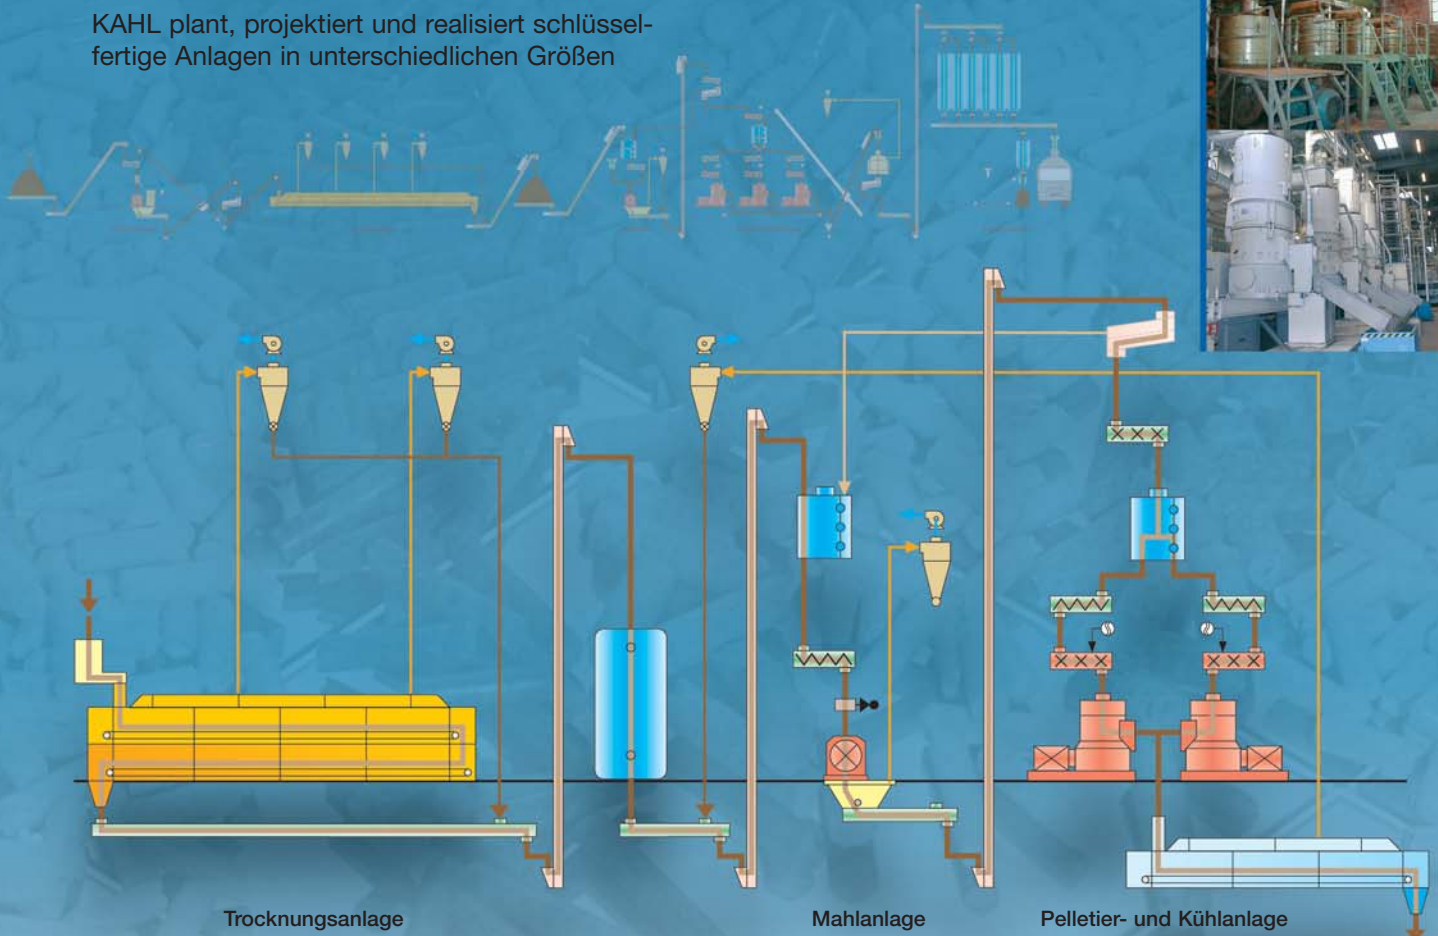 KAHL plant, projektiert und realisiert schlüssel-
fertige Anlagen in unterschiedlichen Größen
Trocknungsanlage
Mahlanlage
Pelletier- und Kühlanlage